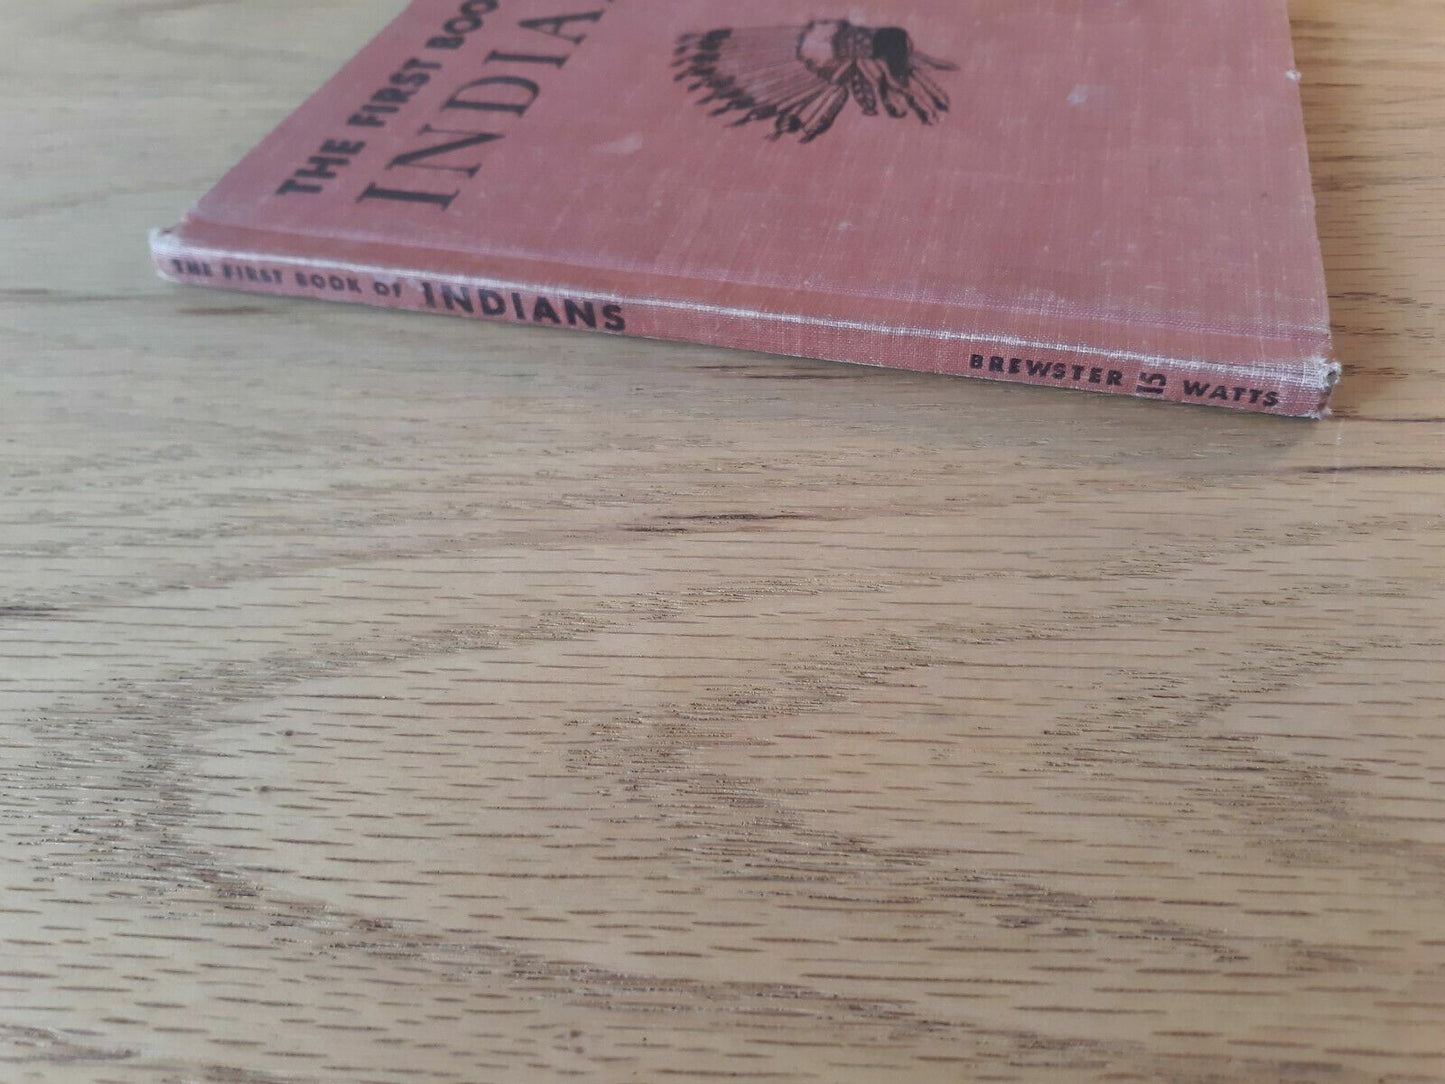 THE FIRST BOO
INDIA
THE FIRST BOOK OF INDIANS BREWSTER 15 WATTS